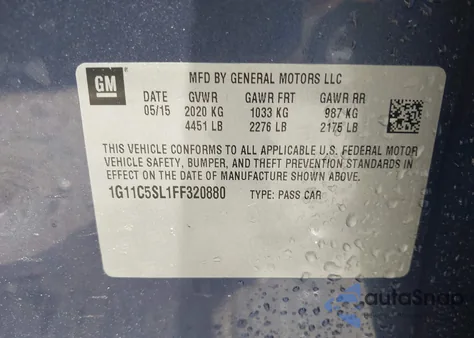 GM
MFD BY GENERAL MOTORS LLC
DATE GVWR GAWR FRT GAWR RR
05/15 2020 KG 1033 KG 987 KG
4451 LB 2276 LB 2175 LB
THIS VEHICLE CONFORMS TO ALL APPLICABLE U.S. FEDERAL MOTOR
VEHICLE SAFETY, BUMPER, AND THEFT PREVENTION STANDARDS IN
EFFECT ON THE DATE OF MANUFACTURE SHOWN ABOVE.
1G11C5SL1FF320880 TYPE: PASS CAR
autoSnap